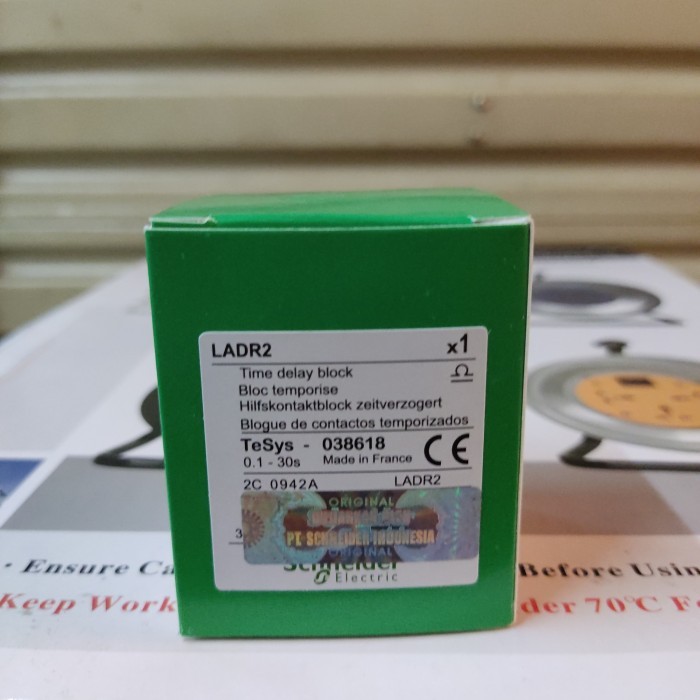 LADR2 x1
Time delay block
Bloc temporise
Hilfskontaktblock zeitverzogert
Blogue de contactos temporizados
TeSys - 038618 CE
0.1 - 30s Made in France
2C 0942A LADR2
ORIGINAL
PT. SCHNEIDER INDONESIA
ORIGINAL
3
Schneider
Electric
· Ensure Ca
Before Usin
Keep Work
der 70°C F